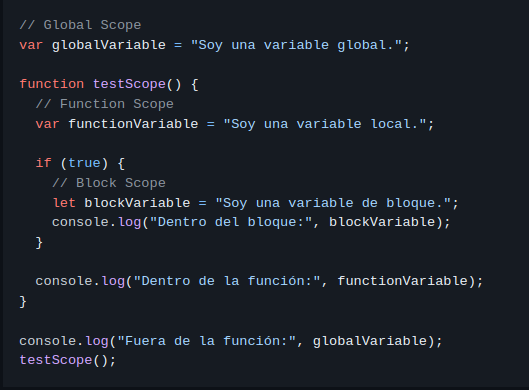 // Global Scope
var globalVariable = "Soy una variable global.";
function testScope() {
// Function Scope
var functionVariable = "Soy una variable local.";
if (true) {
// Block Scope
let blockVariable = "Soy una variable de bloque.";
console.log("Dentro del bloque:", blockVariable);
}
console.log("Dentro de la función:", functionVariable);
}
console.log("Fuera de la función:", globalVariable);
testScope();